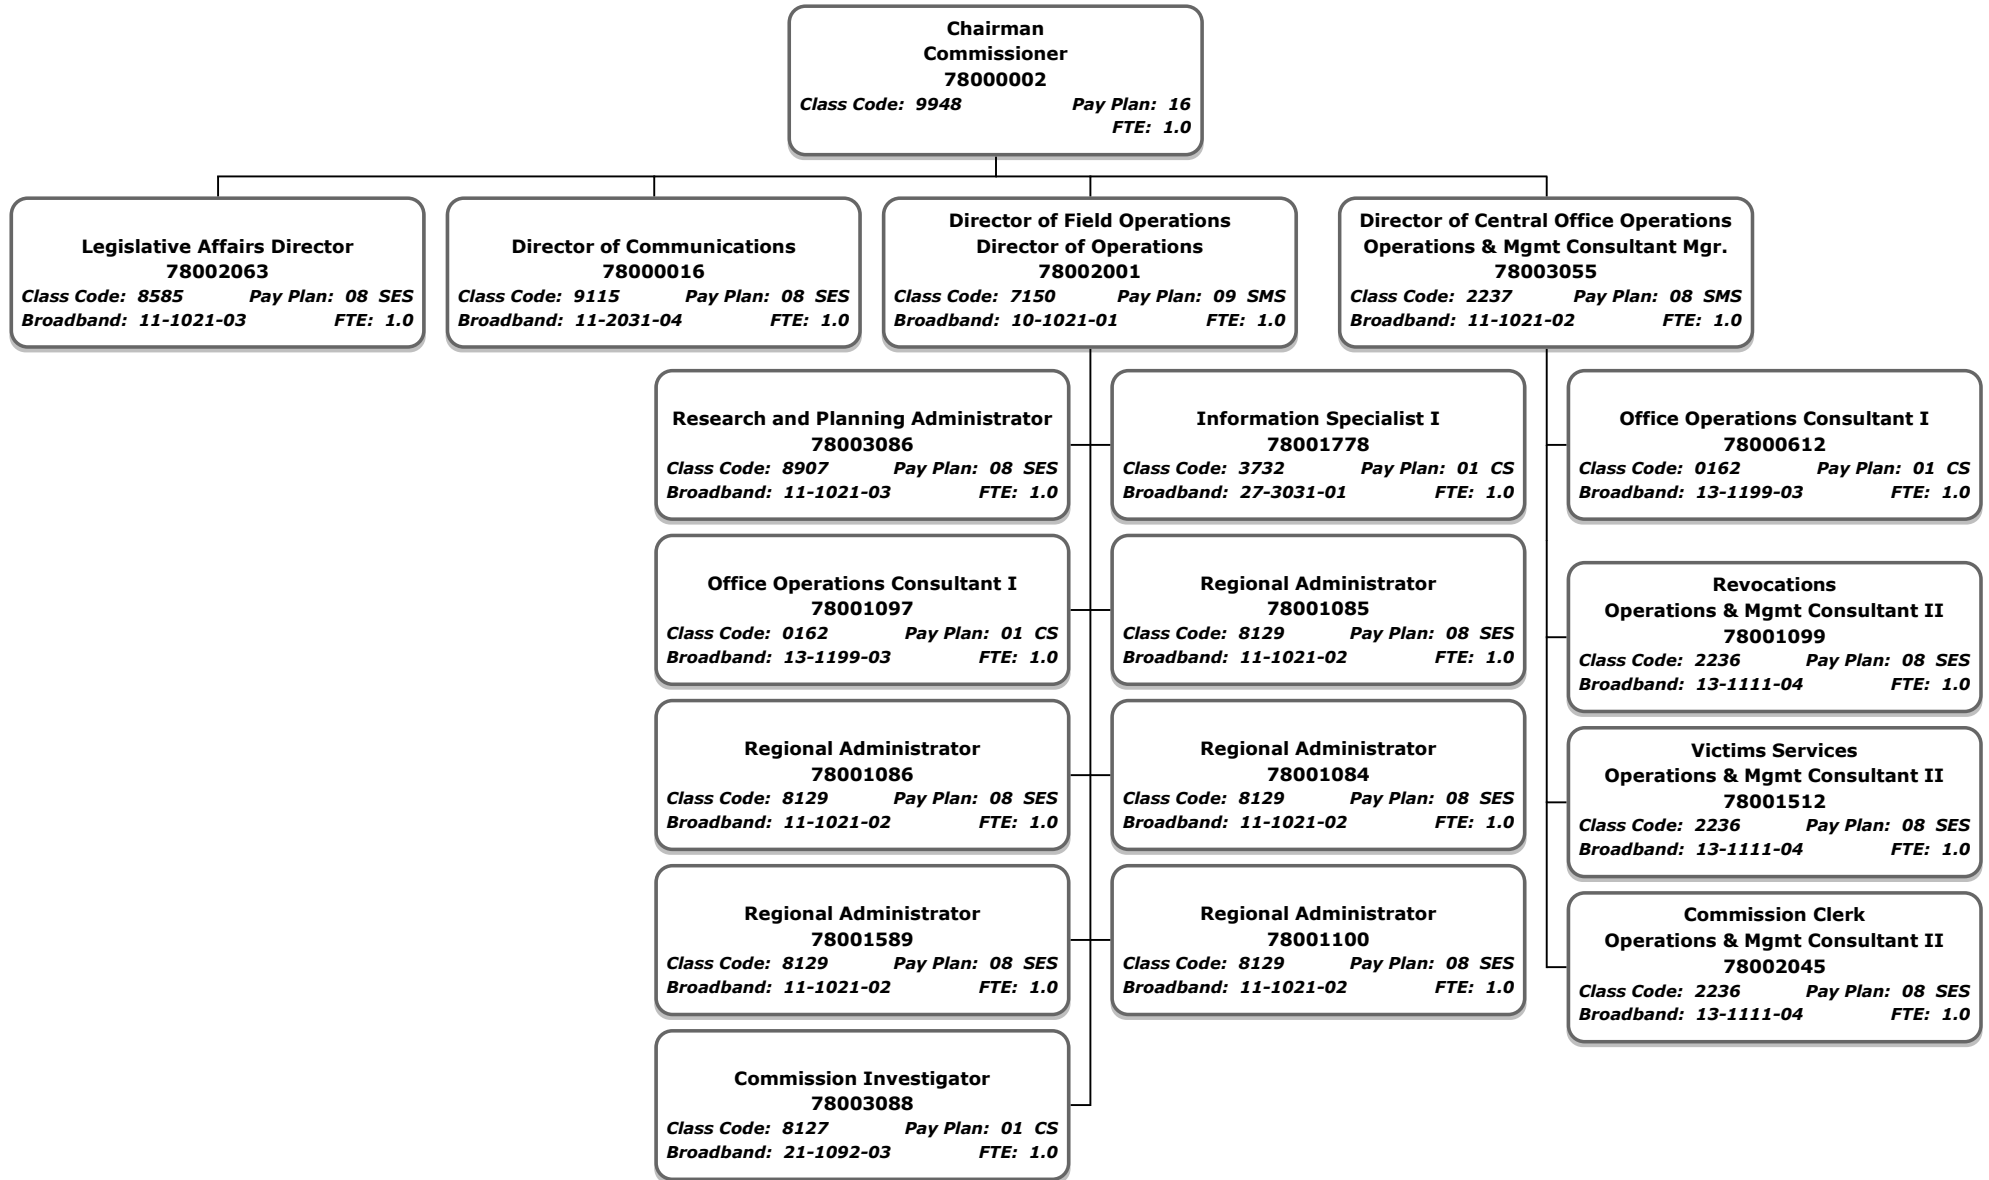 Chairman
Commissioner
78000002
Class Code: 9948 Pay Plan: 16
FTE: 1.0
Legislative Affairs Director
78002063
Class Code: 8585 Pay Plan: 08 SES
Broadband: 11-1021-03 FTE: 1.0
Director of Communications
78000016
Class Code: 9115 Pay Plan: 08 SES
Broadband: 11-2031-04 FTE: 1.0
Director of Field Operations
Director of Operations
78002001
Class Code: 7150 Pay Plan: 09 SMS
Broadband: 10-1021-01 FTE: 1.0
Director of Central Office Operations
Operations & Mgmt Consultant Mgr.
78003055
Class Code: 2237 Pay Plan: 08 SMS
Broadband: 11-1021-02 FTE: 1.0
Research and Planning Administrator
78003086
Class Code: 8907 Pay Plan: 08 SES
Broadband: 11-1021-03 FTE: 1.0
Information Specialist I
78001778
Class Code: 3732 Pay Plan: 01 CS
Broadband: 27-3031-01 FTE: 1.0
Office Operations Consultant I
78000612
Class Code: 0162 Pay Plan: 01 CS
Broadband: 13-1199-03 FTE: 1.0
Office Operations Consultant I
78001097
Class Code: 0162 Pay Plan: 01 CS
Broadband: 13-1199-03 FTE: 1.0
Regional Administrator
78001085
Class Code: 8129 Pay Plan: 08 SES
Broadband: 11-1021-02 FTE: 1.0
Revocations
Operations & Mgmt Consultant II
78001099
Class Code: 2236 Pay Plan: 08 SES
Broadband: 13-1111-04 FTE: 1.0
Regional Administrator
78001086
Class Code: 8129 Pay Plan: 08 SES
Broadband: 11-1021-02 FTE: 1.0
Regional Administrator
78001084
Class Code: 8129 Pay Plan: 08 SES
Broadband: 11-1021-02 FTE: 1.0
Victims Services
Operations & Mgmt Consultant II
78001512
Class Code: 2236 Pay Plan: 08 SES
Broadband: 13-1111-04 FTE: 1.0
Regional Administrator
78001589
Class Code: 8129 Pay Plan: 08 SES
Broadband: 11-1021-02 FTE: 1.0
Regional Administrator
78001100
Class Code: 8129 Pay Plan: 08 SES
Broadband: 11-1021-02 FTE: 1.0
Commission Clerk
Operations & Mgmt Consultant II
78002045
Class Code: 2236 Pay Plan: 08 SES
Broadband: 13-1111-04 FTE: 1.0
Commission Investigator
78003088
Class Code: 8127 Pay Plan: 01 CS
Broadband: 21-1092-03 FTE: 1.0